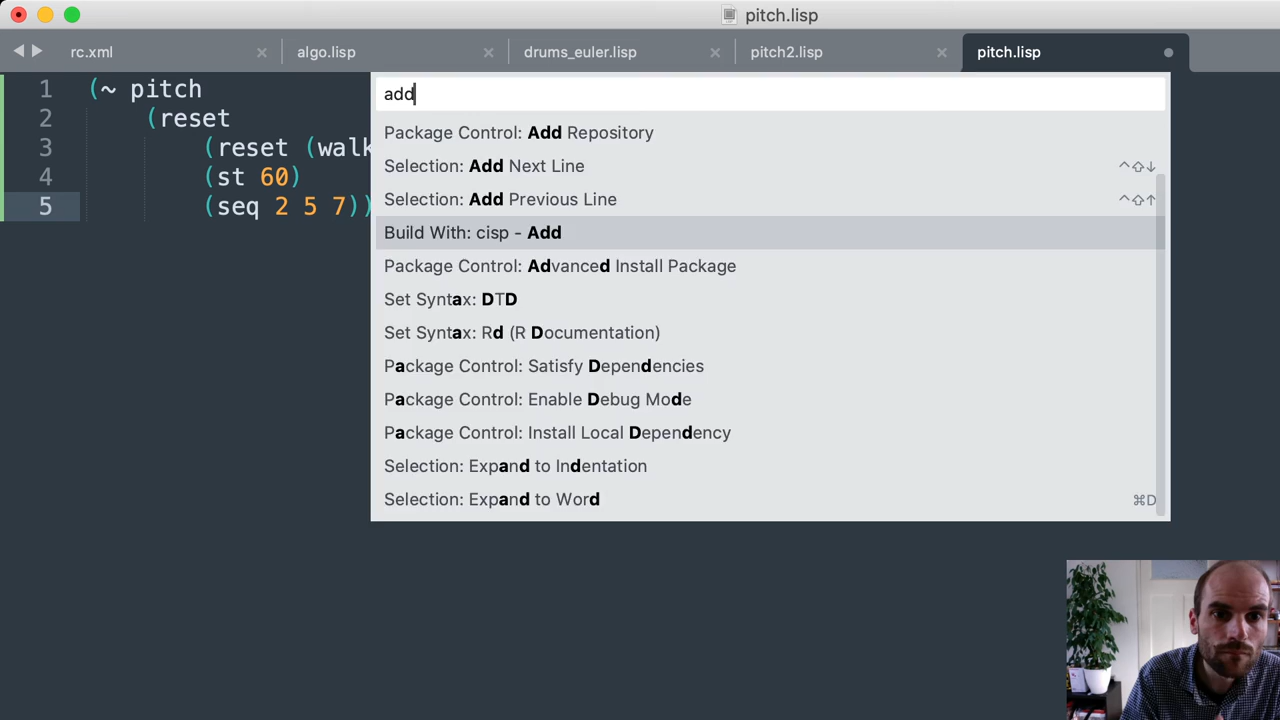 pitch.lisp
rc.xml algo.lisp drums_euler.lisp pitch2.lisp pitch.lisp
add
1 (~ pitch
2 (reset
3 (reset (walk
4 (st 60)
5 (seq 2 5 7))
Package Control: Add Repository
Selection: Add Next Line ^⇧↓
Selection: Add Previous Line ^⇧↑
Build With: cisp - Add
Package Control: Advanced Install Package
Set Syntax: DTD
Set Syntax: Rd (R Documentation)
Package Control: Satisfy Dependencies
Package Control: Enable Debug Mode
Package Control: Install Local Dependency
Selection: Expand to Indentation
Selection: Expand to Word ⌘D